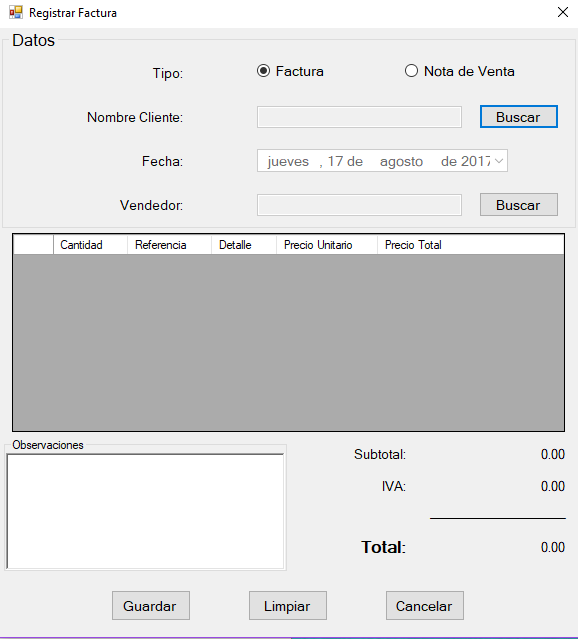 Registrar Factura
Datos
Tipo: Factura Nota de Venta
Nombre Cliente: Buscar
Fecha: jueves , 17 de agosto de 2017
Vendedor: Buscar
Cantidad Referencia Detalle Precio Unitario Precio Total
Observaciones
Subtotal: 0.00
IVA: 0.00
Total: 0.00
Guardar Limpiar Cancelar